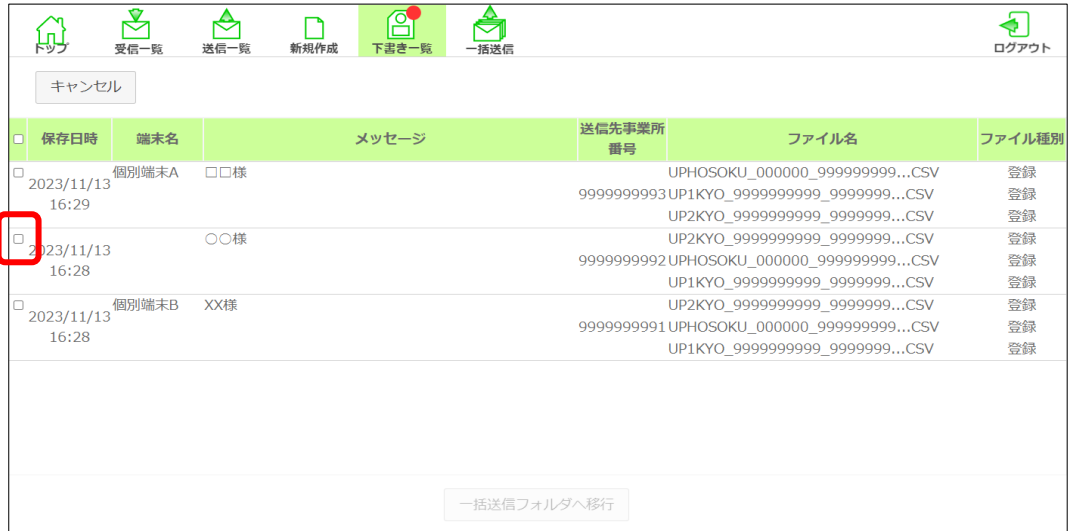 トップ 受信一覧 送信一覧 新規作成 下書き一覧 一括送信 ログアウト
キャンセル
保存日時 端末名 メッセージ 送信先事業所番号 ファイル名 ファイル種別
2023/11/13 16:29 個別端末A □□様 9999999993 UPHOSOKU_000000_999999999...CSV 登録
UP1KYO_9999999999_9999999...CSV 登録
UP2KYO_9999999999_9999999...CSV 登録
2023/11/13 16:28 ○○様 9999999992 UP2KYO_9999999999_9999999...CSV 登録
UPHOSOKU_000000_999999999...CSV 登録
UP1KYO_9999999999_9999999...CSV 登録
2023/11/13 16:28 個別端末B XX様 9999999991 UP2KYO_9999999999_9999999...CSV 登録
UPHOSOKU_000000_999999999...CSV 登録
UP1KYO_9999999999_9999999...CSV 登録
一括送信フォルダへ移行